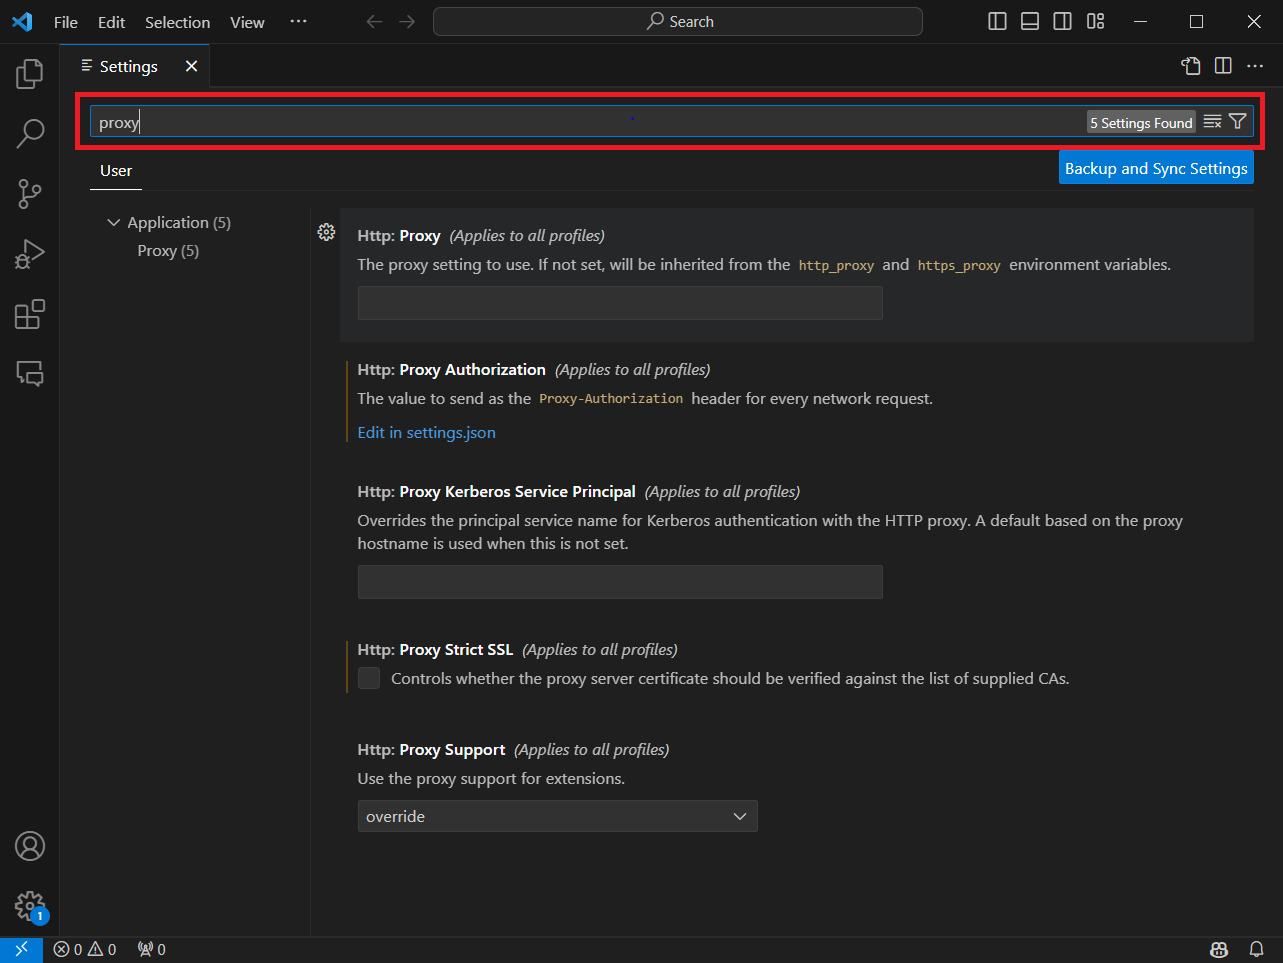 File Edit Selection View ··· Search
Settings
proxy 5 Settings Found
User Backup and Sync Settings
Application (5)
Proxy (5)
Http: Proxy (Applies to all profiles)
The proxy setting to use. If not set, will be inherited from the http_proxy and https_proxy environment variables.
Http: Proxy Authorization (Applies to all profiles)
The value to send as the Proxy-Authorization header for every network request.
Edit in settings.json
Http: Proxy Kerberos Service Principal (Applies to all profiles)
Overrides the principal service name for Kerberos authentication with the HTTP proxy. A default based on the proxy
hostname is used when this is not set.
Http: Proxy Strict SSL (Applies to all profiles)
Controls whether the proxy server certificate should be verified against the list of supplied CAs.
Http: Proxy Support (Applies to all profiles)
Use the proxy support for extensions.
override
1
0 0 0